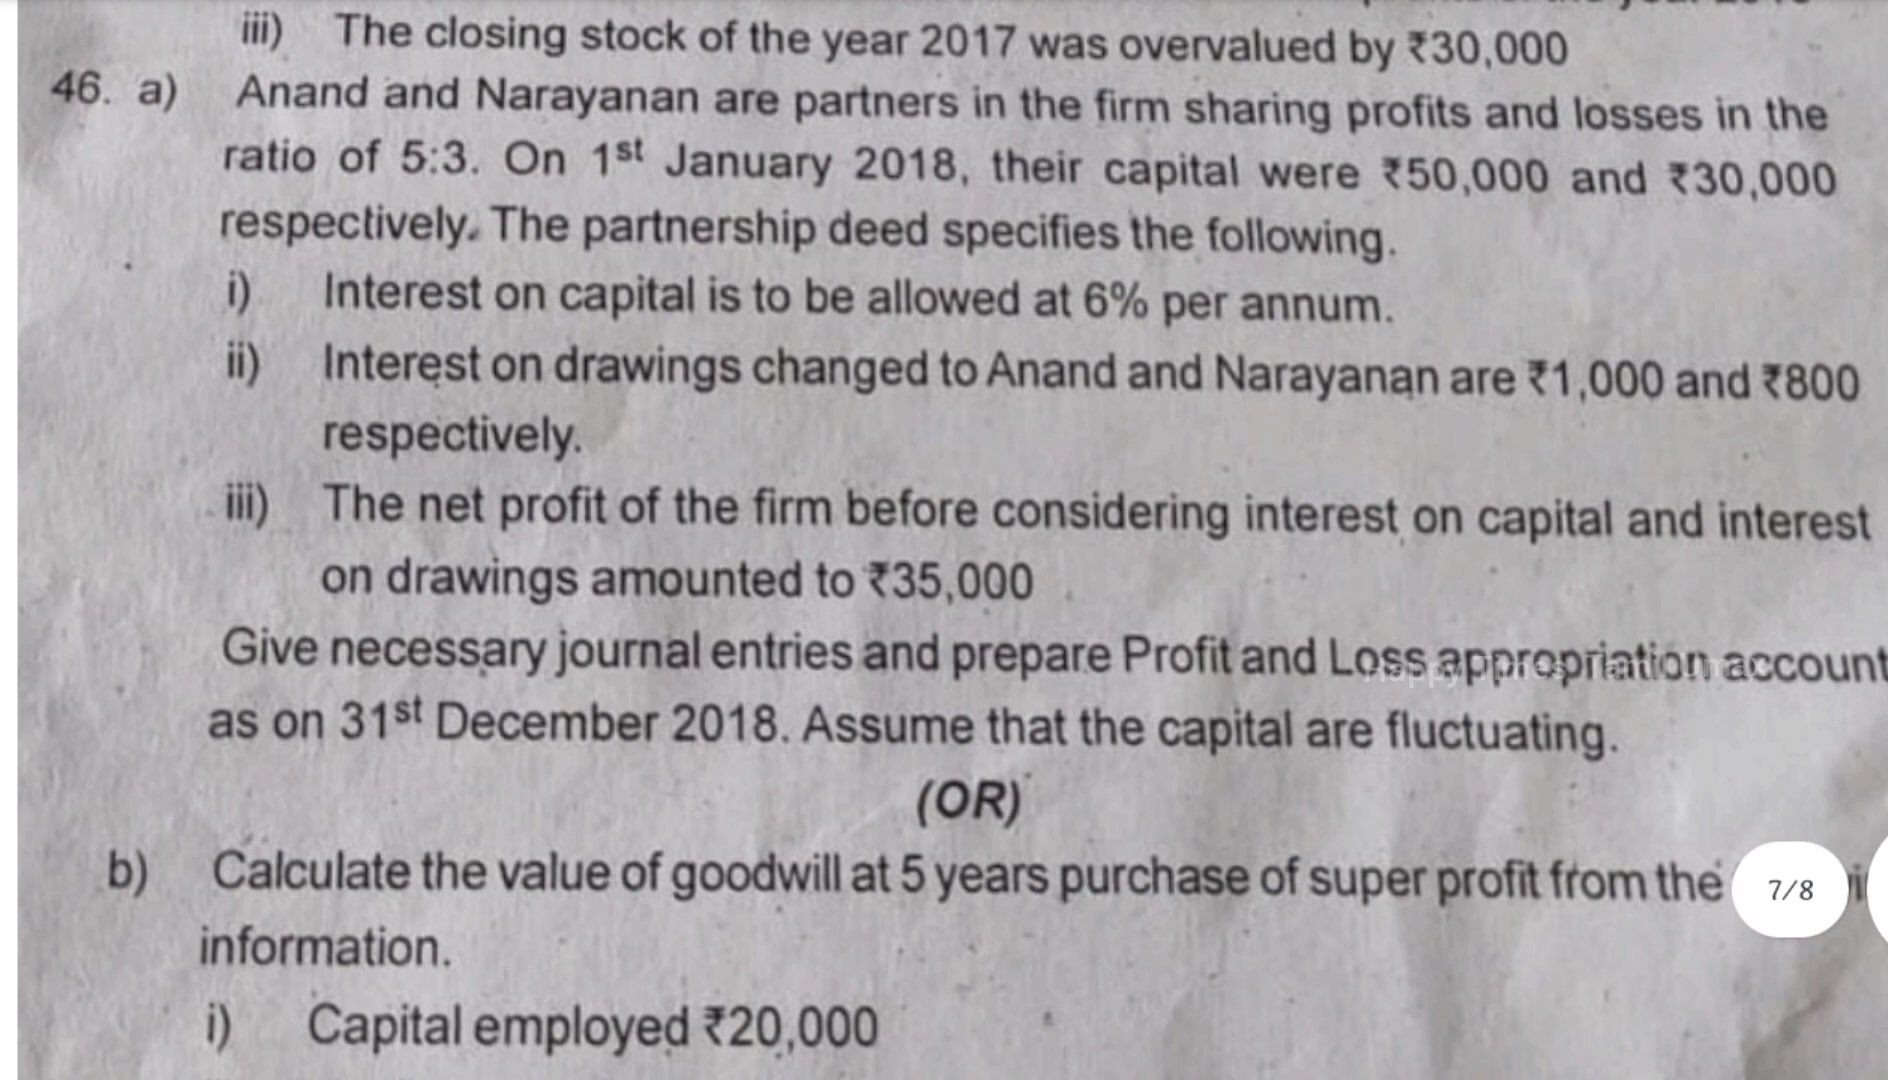 iii) The closing stock of the year 2017 was overvalued by ₹30,000
46. a) Anand and Narayanan are partners in the firm sharing profits and losses in the
ratio of 5:3. On 1st January 2018, their capital were ₹50,000 and ₹30,000
respectively. The partnership deed specifies the following.
i) Interest on capital is to be allowed at 6% per annum.
ii) Interest on drawings changed to Anand and Narayanan are ₹1,000 and ₹800
respectively.
iii) The net profit of the firm before considering interest on capital and interest
on drawings amounted to ₹35,000
Give necessary journal entries and prepare Profit and Loss appropriation account
Happy Times Tamil
as on 31st December 2018. Assume that the capital are fluctuating.
(OR)
b) Calculate the value of goodwill at 5 years purchase of super profit from the
7/8
information.
i) Capital employed ₹20,000